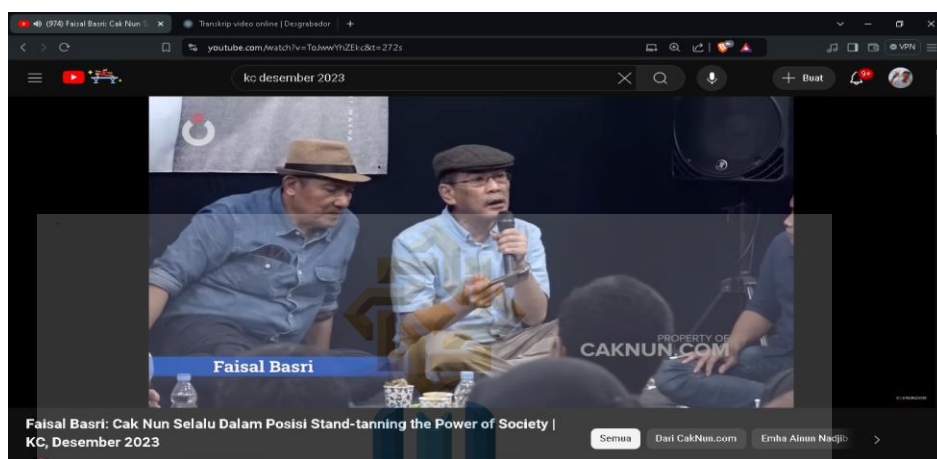 (974) Faisal Basri: Cak Nun S
Transkrip video online | Desgrabador
youtube.com/watch?v=ToJwwYhZEkc&t=272s
VPN
kc desember 2023
Buat
9+
Faisal Basri
PROPERTY OF
CAKNUN.COM
Faisal Basri: Cak Nun Selalu Dalam Posisi Stand-tanning the Power of Society |
KC, Desember 2023
Semua
Dari CakNun.com
Emha Ainun Nadjib